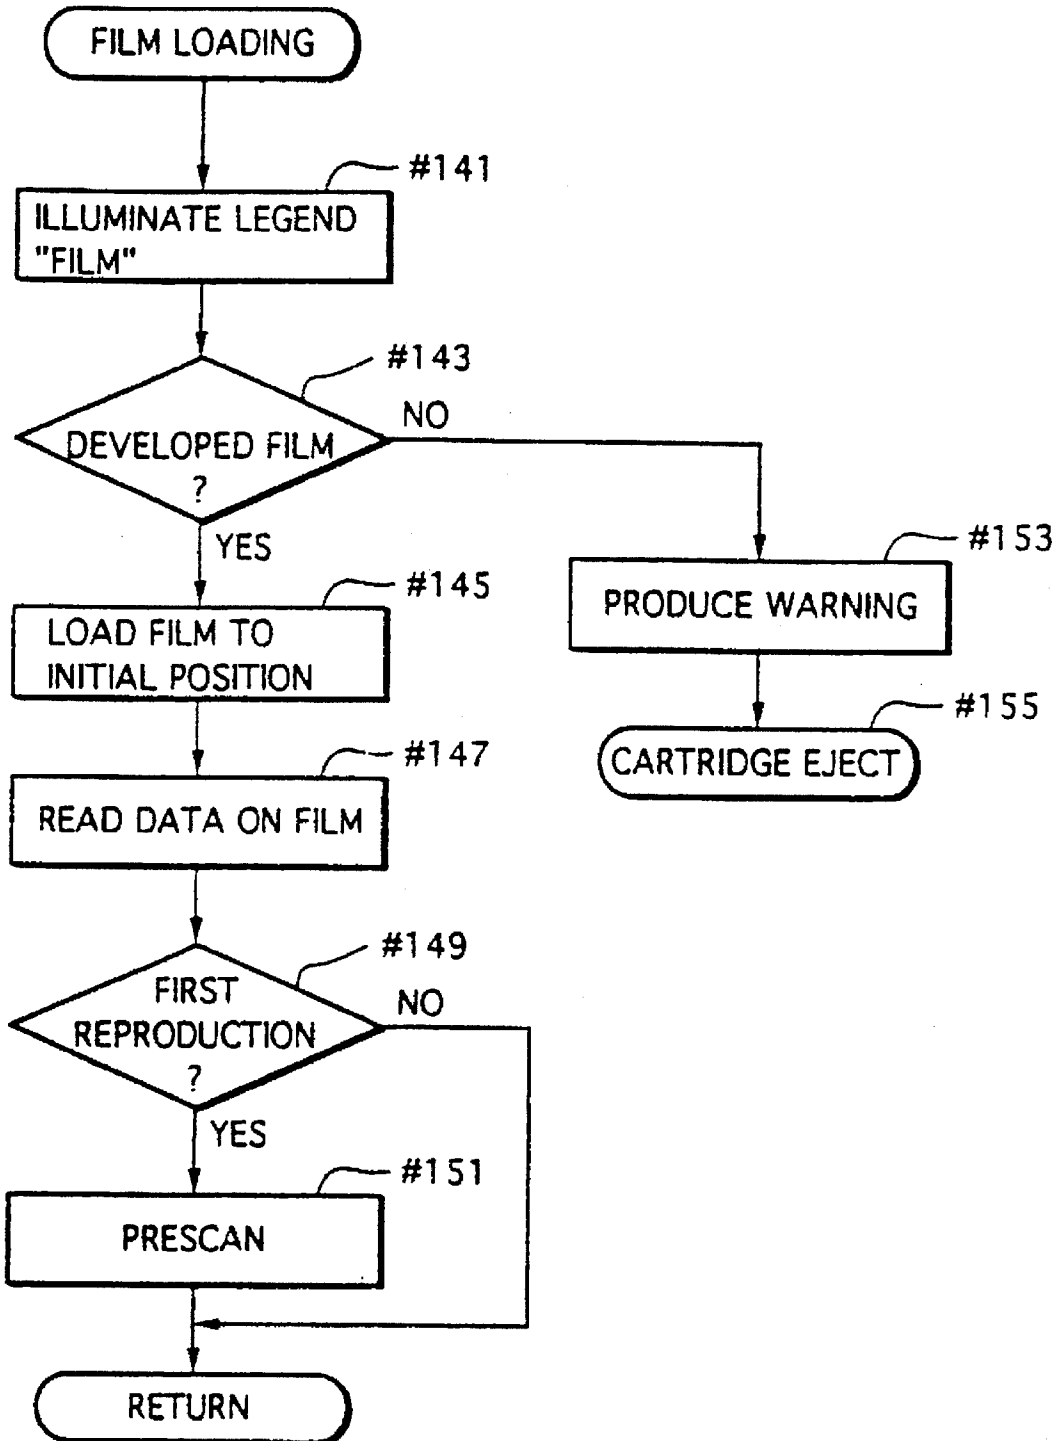 FILM LOADING
#141
ILLUMINATE LEGEND
"FILM"
#143
DEVELOPED FILM
?
NO
YES
#145
LOAD FILM TO
INITIAL POSITION
#147
READ DATA ON FILM
#149
FIRST
REPRODUCTION
?
NO
YES
#151
PRESCAN
RETURN
#153
PRODUCE WARNING
#155
CARTRIDGE EJECT